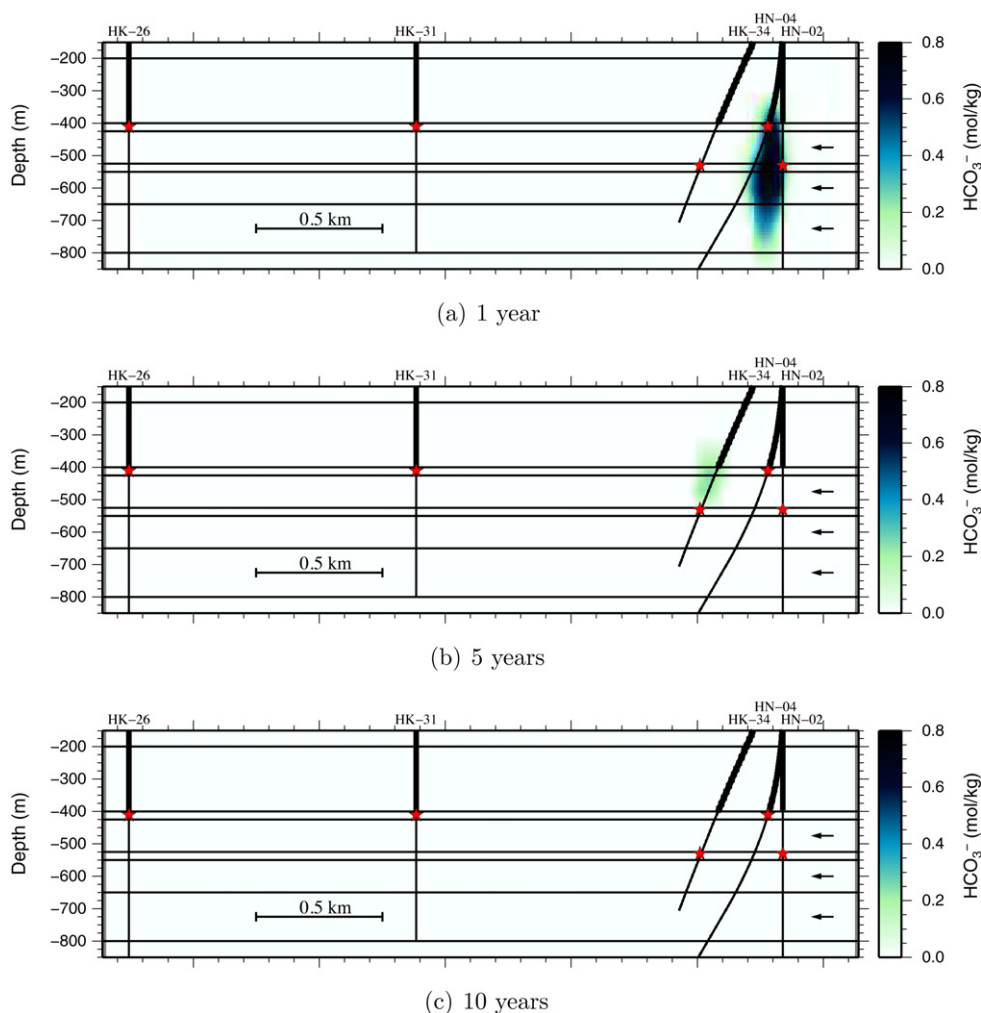 HN−04
HK−26 HK−31 HK−34 HN−02
0.8
−200
−300
0.6
−400
−500
0.4
−600
0.5 km
0.2
−700
−800
0.0
Depth (m)
HCO₃⁻ (mol/kg)
(a) 1 year
HN−04
HK−26 HK−31 HK−34 HN−02
0.8
−200
−300
0.6
−400
−500
0.4
−600
0.5 km
0.2
−700
−800
0.0
Depth (m)
HCO₃⁻ (mol/kg)
(b) 5 years
HN−04
HK−26 HK−31 HK−34 HN−02
0.8
−200
−300
0.6
−400
−500
0.4
−600
0.5 km
0.2
−700
−800
0.0
Depth (m)
HCO₃⁻ (mol/kg)
(c) 10 years